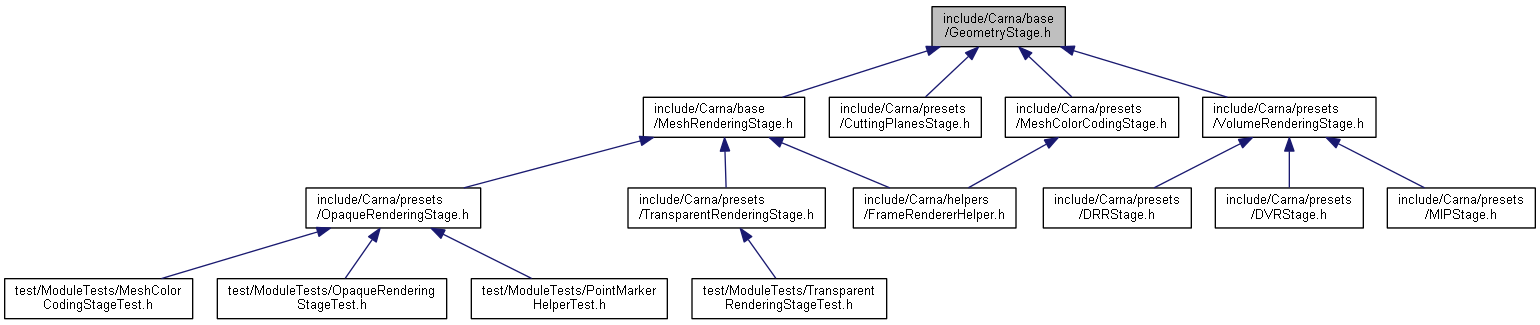 include/Carna/base
/GeometryStage.h
include/Carna/base
/MeshRenderingStage.h
include/Carna/presets
/CuttingPlanesStage.h
include/Carna/presets
/MeshColorCodingStage.h
include/Carna/presets
/VolumeRenderingStage.h
include/Carna/presets
/OpaqueRenderingStage.h
include/Carna/presets
/TransparentRenderingStage.h
include/Carna/helpers
/FrameRendererHelper.h
include/Carna/presets
/DRRStage.h
include/Carna/presets
/DVRStage.h
include/Carna/presets
/MIPStage.h
test/ModuleTests/MeshColor
CodingStageTest.h
test/ModuleTests/OpaqueRendering
StageTest.h
test/ModuleTests/PointMarker
HelperTest.h
test/ModuleTests/Transparent
RenderingStageTest.h